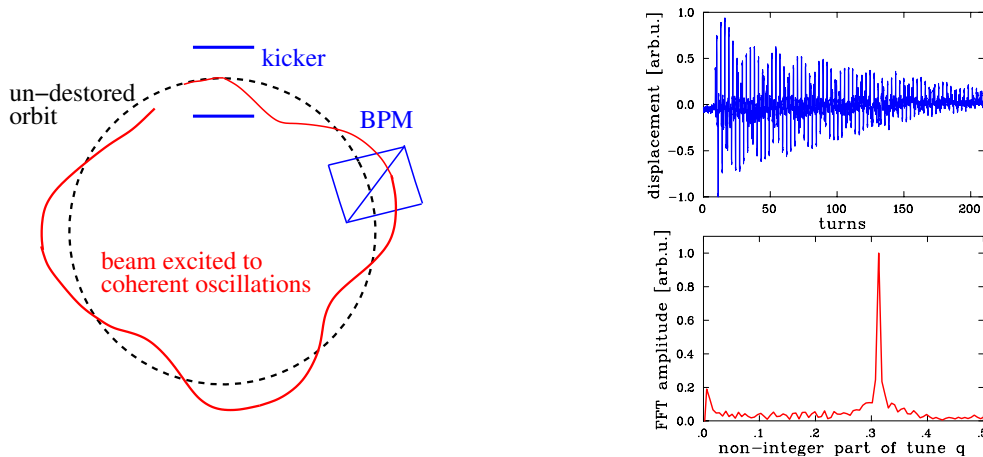 kicker
un-destored
orbit
BPM
beam excited to
coherent oscillations
displacement [arb.u.]
1.0
0.5
0.0
-0.5
-1.0
0 50 100 150 200
turns
FFT amplitude [arb.u.]
1.0
0.8
0.6
0.4
0.2
0.0
.0 .1 .2 .3 .4 .5
non-integer part of tune q